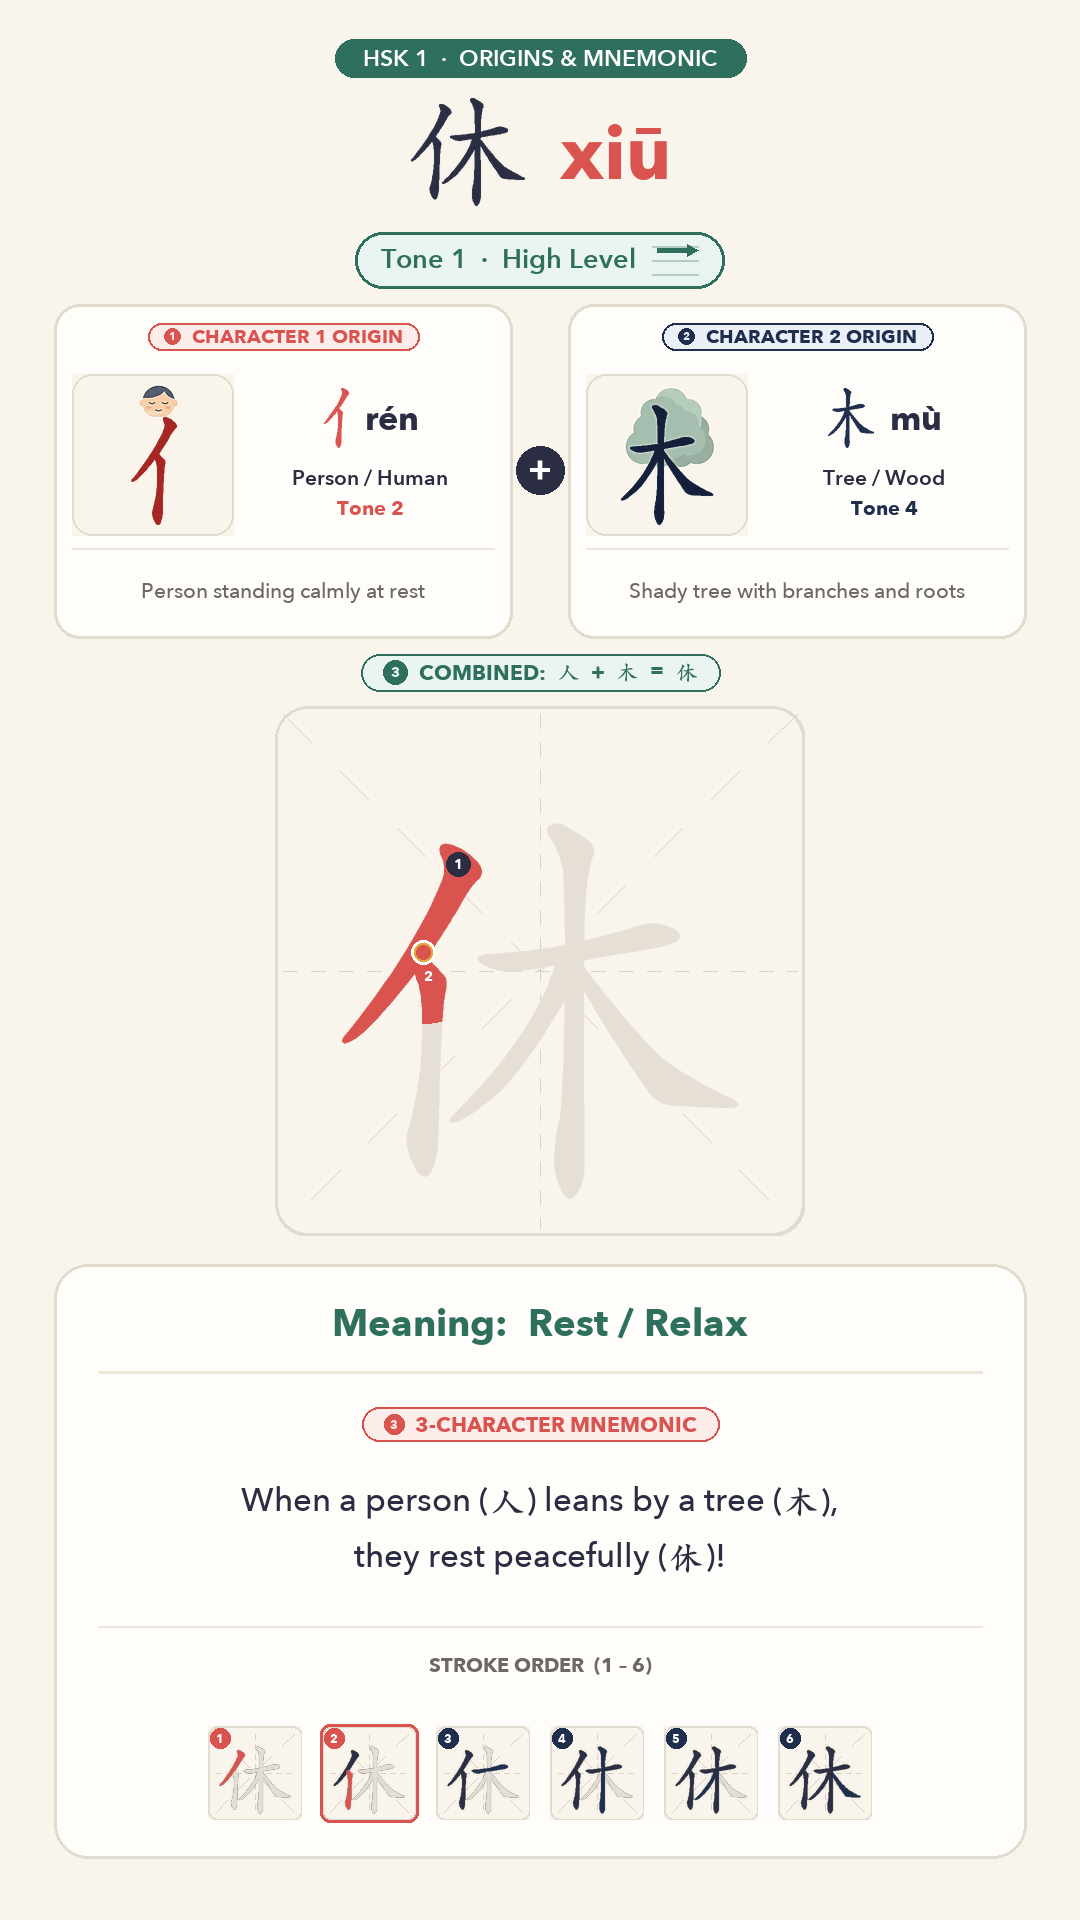 HSK 1 · ORIGINS & MNEMONIC
休 xiū
Tone 1 · High Level
1 CHARACTER 1 ORIGIN
亻
亻 rén
Person / Human
Tone 2
Person standing calmly at rest
+
2 CHARACTER 2 ORIGIN
木
木 mù
Tree / Wood
Tone 4
Shady tree with branches and roots
3 COMBINED: 人 + 木 = 休
休
1
2
Meaning: Rest / Relax
3 3-CHARACTER MNEMONIC
When a person (人) leans by a tree (木),
they rest peacefully (休)!
STROKE ORDER (1 – 6)
1 2 3 4 5 6